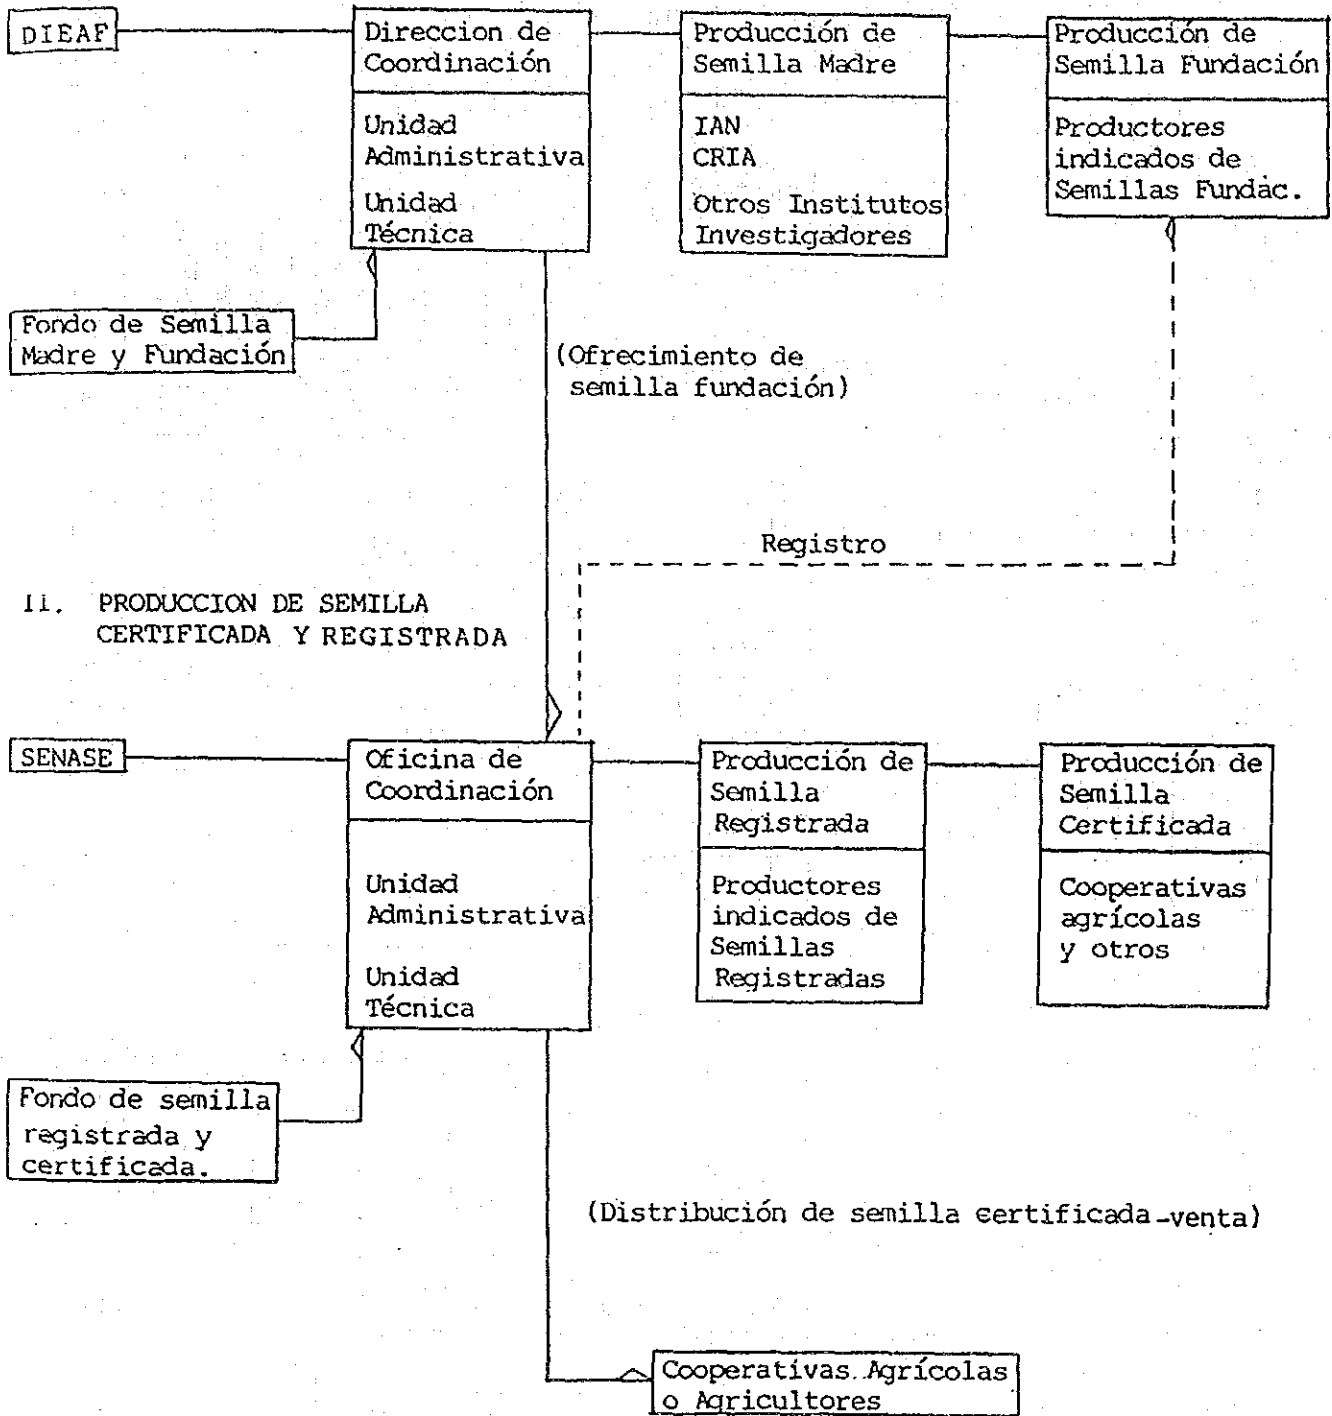 DIEAF
Direccion de
Coordinación
Unidad
Administrativa
Unidad
Técnica
Producción de
Semilla Madre
IAN
CRIA
Otros Institutos
Investigadores
Producción de
Semilla Fundación
Productores
indicados de
Semillas Fundac.
Fondo de Semilla
Madre y Fundación
(Ofrecimiento de
semilla fundación)
Registro
II. PRODUCCION DE SEMILLA
CERTIFICADA Y REGISTRADA
SENASE
Oficina de
Coordinación
Unidad
Administrativa
Unidad
Técnica
Producción de
Semilla
Registrada
Productores
indicados de
Semillas
Registradas
Producción de
Semilla
Certificada
Cooperativas
agrícolas
y otros
Fondo de semilla
registrada y
certificada.
(Distribución de semilla certificada-venta)
Cooperativas Agrícolas
o Agricultores